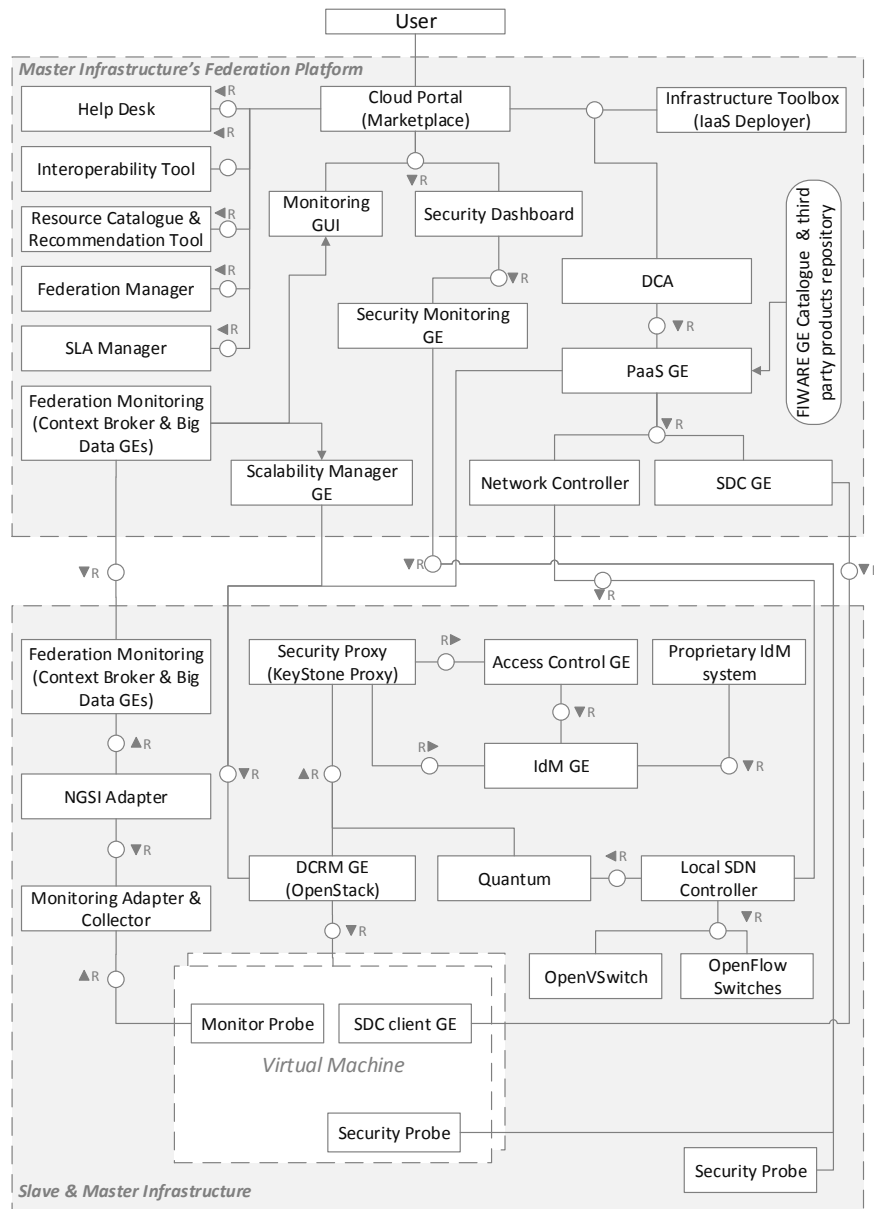 User
Master Infrastructure’s Federation Platform
◀R
Help Desk
◀R
Interoperability Tool
◀R
Resource Catalogue &
Recommendation Tool
◀R
Federation Manager
◀R
SLA Manager
Federation Monitoring
(Context Broker & Big
Data GEs)
Cloud Portal
(Marketplace)
▼R
Monitoring
GUI
Security Dashboard
▼R
Security Monitoring
GE
Scalability Manager
GE
Infrastructure Toolbox
(IaaS Deployer)
DCA
▼R
PaaS GE
▼R
FIWARE GE Catalogue & third
party products repository
Network Controller
SDC GE
▼R
▼R
▼R
▼R
Federation Monitoring
(Context Broker & Big
Data GEs)
▲R
NGSI Adapter
▼R
Monitoring Adapter &
Collector
▲R
Security Proxy
(KeyStone Proxy)
R▶
Access Control GE
Proprietary IdM
system
▼R
R▶
IdM GE
▼R
▼R
▲R
DCRM GE
(OpenStack)
Quantum
◀R
Local SDN
Controller
▼R
▼R
OpenVSwitch
OpenFlow
Switches
Monitor Probe
SDC client GE
Virtual Machine
Security Probe
Security Probe
Slave & Master Infrastructure